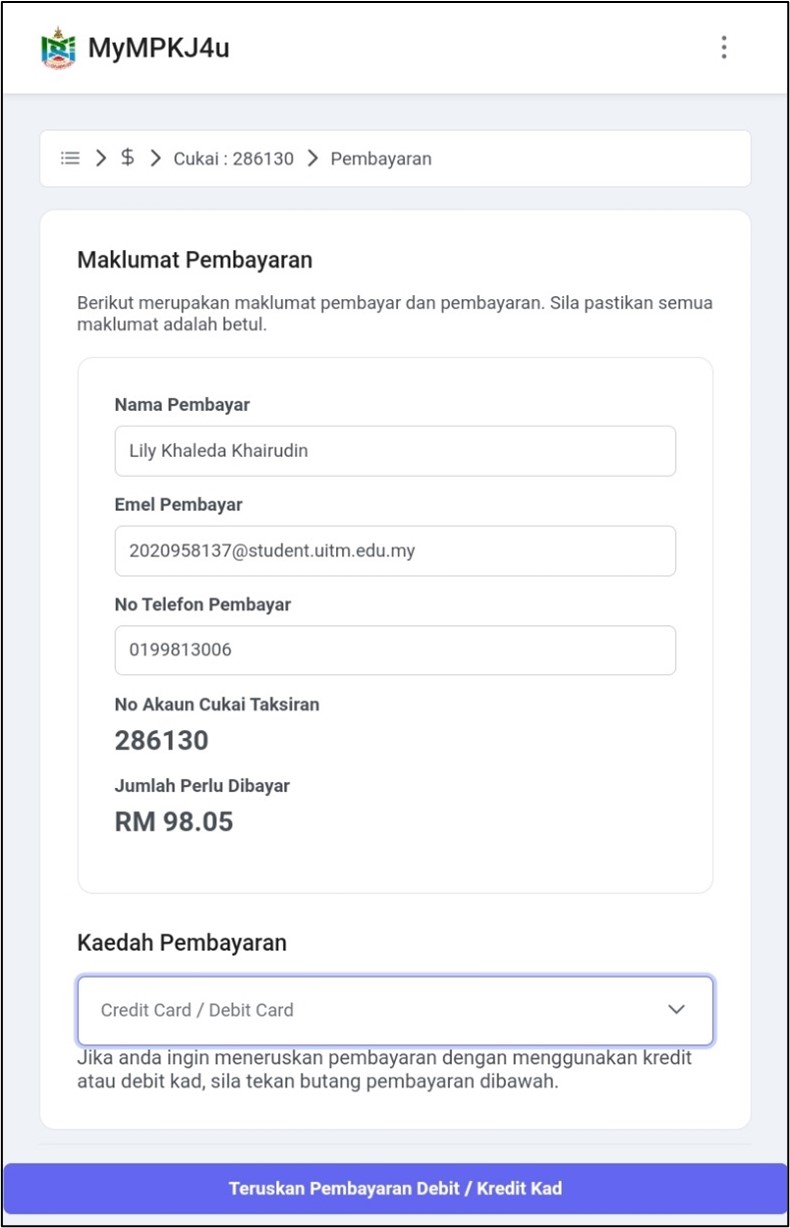 MyMPKJ4u
$ Cukai : 286130 Pembayaran
Maklumat Pembayaran
Berikut merupakan maklumat pembayar dan pembayaran. Sila pastikan semua
maklumat adalah betul.
Nama Pembayar
Lily Khaleda Khairudin
Emel Pembayar
2020958137@student.uitm.edu.my
No Telefon Pembayar
0199813006
No Akaun Cukai Taksiran
286130
Jumlah Perlu Dibayar
RM 98.05
Kaedah Pembayaran
Credit Card / Debit Card
Jika anda ingin meneruskan pembayaran dengan menggunakan kredit
atau debit kad, sila tekan butang pembayaran dibawah.
Teruskan Pembayaran Debit / Kredit Kad